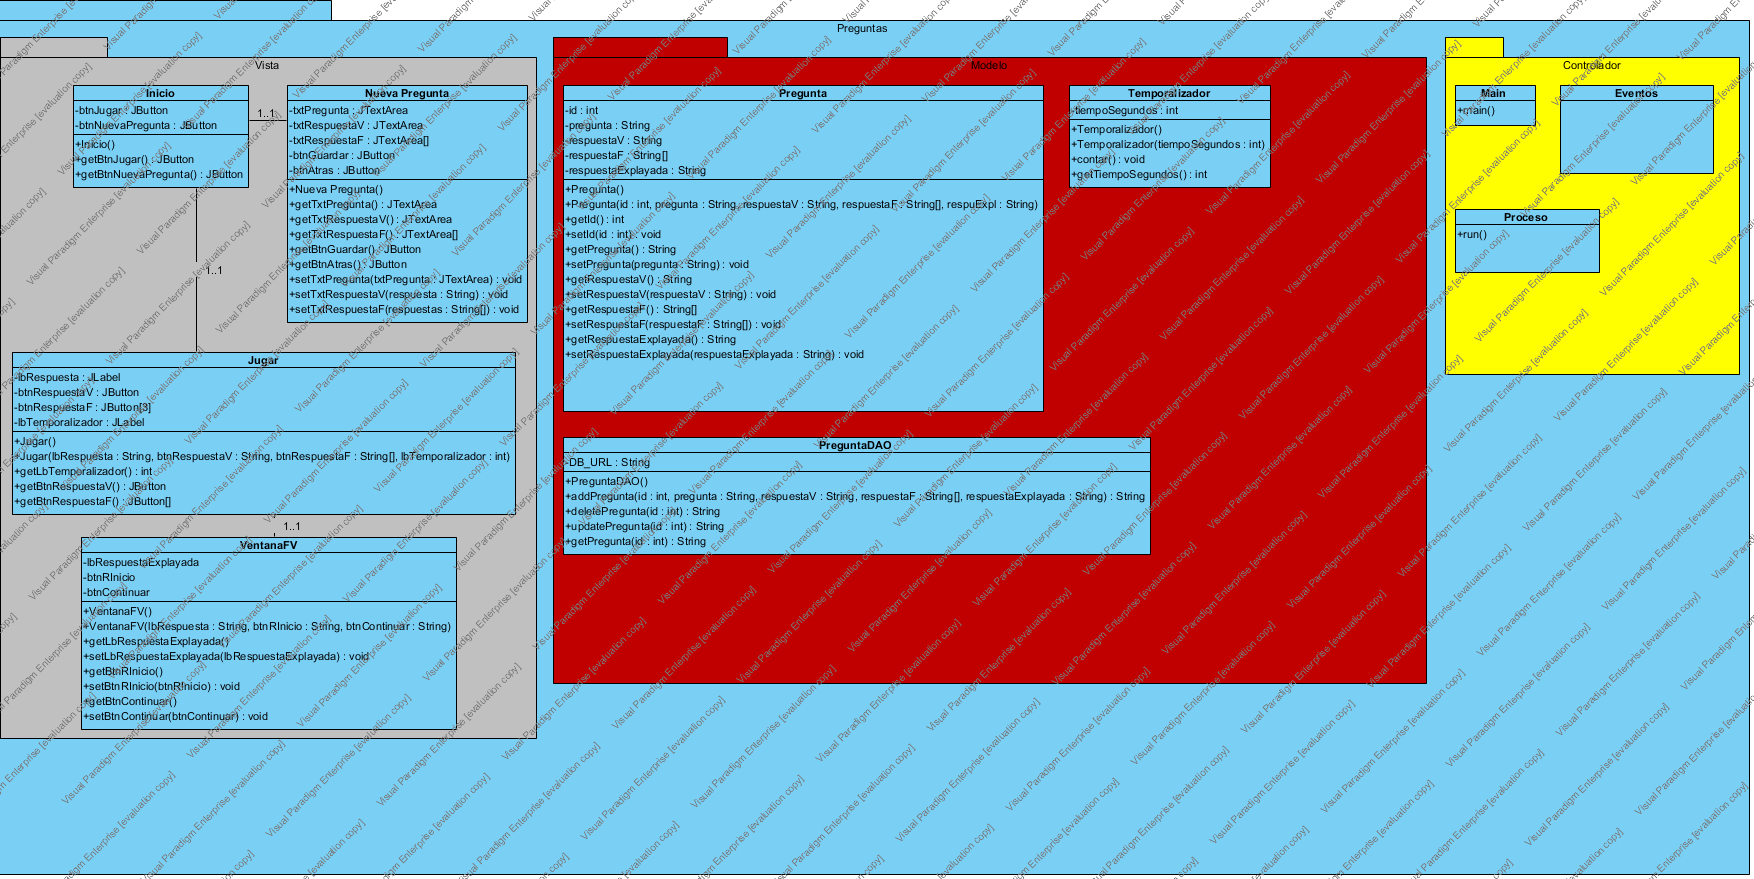 Preguntas
Vista
Inicio
-btnJugar : JButton
-btnNuevaPregunta : JButton
+Inicio()
+getBtnJugar() : JButton
+getBtnNuevaPregunta() : JButton
1..1
Nueva Pregunta
-txtPregunta : JTextArea
-txtRespuestaV : JTextArea
-txtRespuestaF : JTextArea[]
-btnGuardar : JButton
-btnAtras : JButton
+Nueva Pregunta()
+getTxtPregunta() : JTextArea
+getTxtRespuestaV() : JTextArea
+getTxtRespuestaF() : JTextArea[]
+getBtnGuardar() : JButton
+getBtnAtras() : JButton
+setTxtPregunta(txtPregunta : JTextArea) : void
+setTxtRespuestaV(respuesta : String) : void
+setTxtRespuestaF(respuestas : String[]) : void
1..1
Jugar
-lbRespuesta : JLabel
-btnRespuestaV : JButton
-btnRespuestaF : JButton[3]
-lbTemporalizador : JLabel
+Jugar()
+Jugar(lbRespuesta : String, btnRespuestaV : String, btnRespuestaF : String[], lbTemporalizador : int)
+getLbTemporalizador() : int
+getBtnRespuestaV() : JButton
+getBtnRespuestaF() : JButton[]
1..1
VentanaFV
-lbRespuestaExplayada
-btnRInicio
-btnContinuar
+VentanaFV()
+VentanaFV(lbRespuesta : String, btnRInicio : String, btnContinuar : String)
+getLbRespuestaExplayada()
+setLbRespuestaExplayada(lbRespuestaExplayada) : void
+getBtnRInicio()
+setBtnRInicio(btnRInicio) : void
+getBtnContinuar()
+setBtnContinuar(btnContinuar) : void
Modelo
Pregunta
-id : int
-pregunta : String
-respuestaV : String
-respuestaF : String[]
-respuestaExplayada : String
+Pregunta()
+Pregunta(id : int, pregunta : String, respuestaV : String, respuestaF : String[], respuExpl : String)
+getId() : int
+setId(id : int) : void
+getPregunta() : String
+setPregunta(pregunta : String) : void
+getRespuestaV() : String
+setRespuestaV(respuestaV : String) : void
+getRespuestaF() : String[]
+setRespuestaF(respuestaF : String[]) : void
+getRespuestaExplayada() : String
+setRespuestaExplayada(respuestaExplayada : String) : void
Temporalizador
-tiempoSegundos : int
+Temporalizador()
+Temporalizador(tiempoSegundos : int)
+contar() : void
+getTiempoSegundos() : int
PreguntaDAO
-DB_URL : String
+PreguntaDAO()
+addPregunta(id : int, pregunta : String, respuestaV : String, respuestaF : String[], respuestaExplayada : String) : String
+deletePregunta(id : int) : String
+updatePregunta(id : int) : String
+getPregunta(id : int) : String
Controlador
Main
+main()
Eventos
Proceso
+run()
Visual Paradigm Enterprise [evaluation copy]